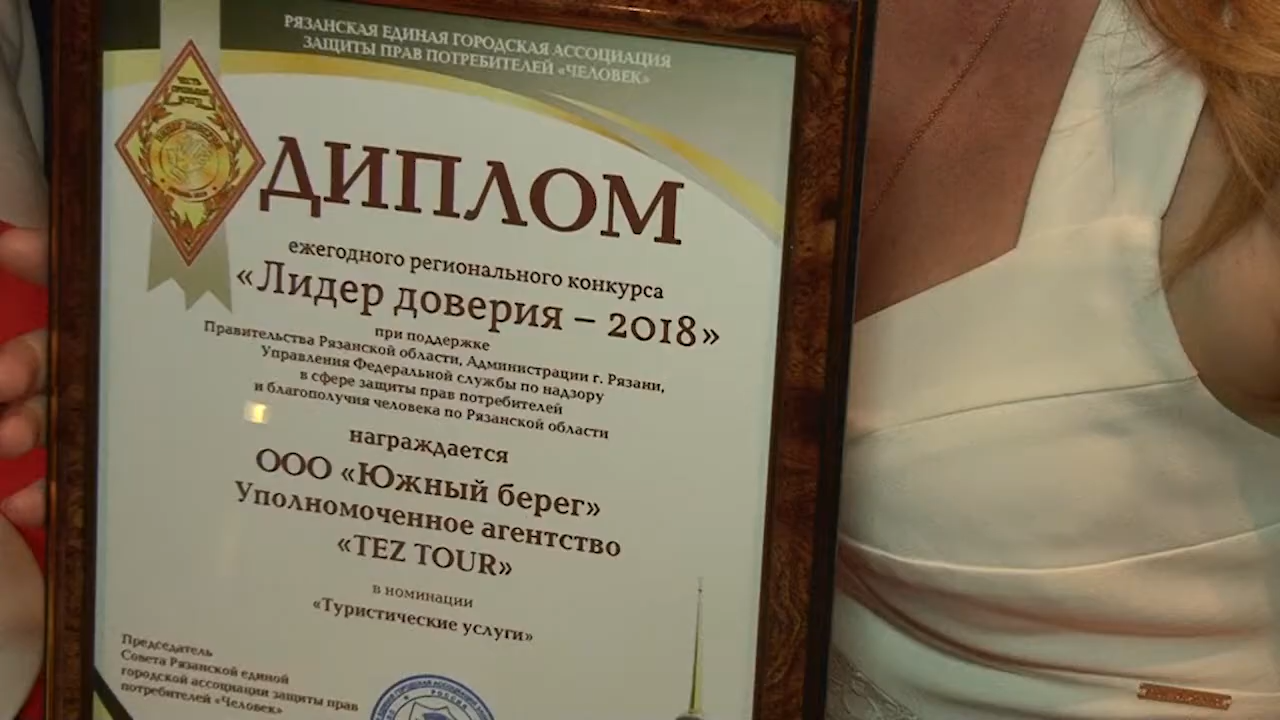 РЯЗАНСКАЯ ЕДИНАЯ ГОРОДСКАЯ АССОЦИАЦИЯ
ЗАЩИТЫ ПРАВ ПОТРЕБИТЕЛЕЙ «ЧЕЛОВЕК»
ДИПЛОМ
ежегодного регионального конкурса
«Лидер доверия – 2018»
при поддержке
Правительства Рязанской области, Администрации г. Рязани,
Управления Федеральной службы по надзору
в сфере защиты прав потребителей
и благополучия человека по Рязанской области
награждается
ООО «Южный берег»
Уполномоченное агентство
«TEZ TOUR»
в номинации
«Туристические услуги»
Председатель
Совета Рязанской единой
городской ассоциации защиты прав
потребителей «Человек»